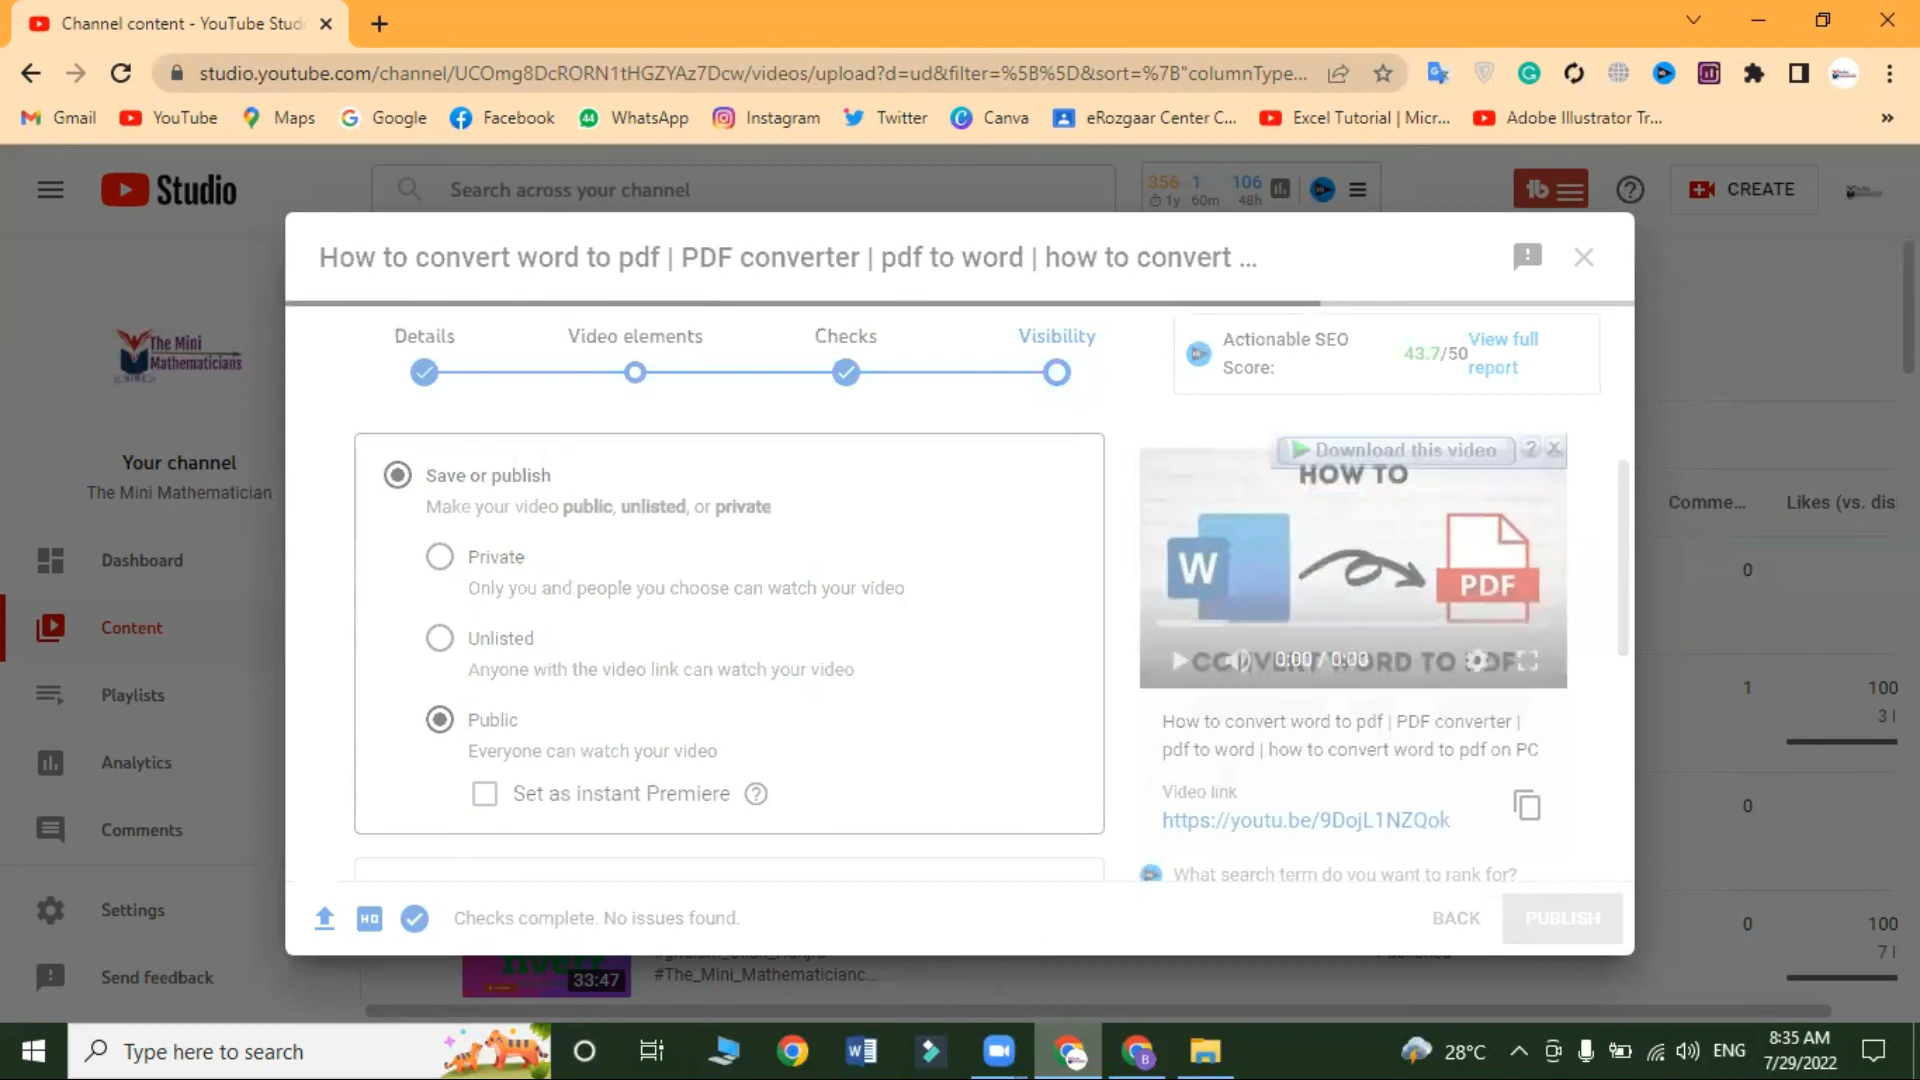 Channel content - YouTube Stud
studio.youtube.com/channel/UCOmg8DcRORN1tHGZYAz7Dcw/videos/upload?d=ud&filter=%5B%5D&sort=%7B"columnType...
Gmail
YouTube
Maps
Google
Facebook
WhatsApp
Instagram
Twitter
Canva
eRozgaar Center C...
Excel Tutorial | Micr...
Adobe Illustrator Tr...
»
Studio
Search across your channel
356 1 106
1y 60m 48h
CREATE
How to convert word to pdf | PDF converter | pdf to word | how to convert ...
Details
Video elements
Checks
Visibility
Actionable SEO Score:
43.7/50
View full report
The Mini
Mathematicians
Your channel
The Mini Mathematician
Dashboard
Content
Playlists
Analytics
Comments
Settings
Send feedback
Save or publish
Make your video public, unlisted, or private
Private
Only you and people you choose can watch your video
Unlisted
Anyone with the video link can watch your video
Public
Everyone can watch your video
Set as instant Premiere
Download this video
HOW TO
W
PDF
CONVERT WORD TO PDF
0:00 / 0:00
How to convert word to pdf | PDF converter |
pdf to word | how to convert word to pdf on PC
Video link
https://youtu.be/9DojL1NZQok
What search term do you want to rank for?
HD
Checks complete. No issues found.
BACK
PUBLISH
Comme...
Likes (vs. dis
0
1
100
3 l
0
0
100
7 l
33:47
#The_Mini_Mathematicianc...
Type here to search
28°C
ENG
8:35 AM
7/29/2022